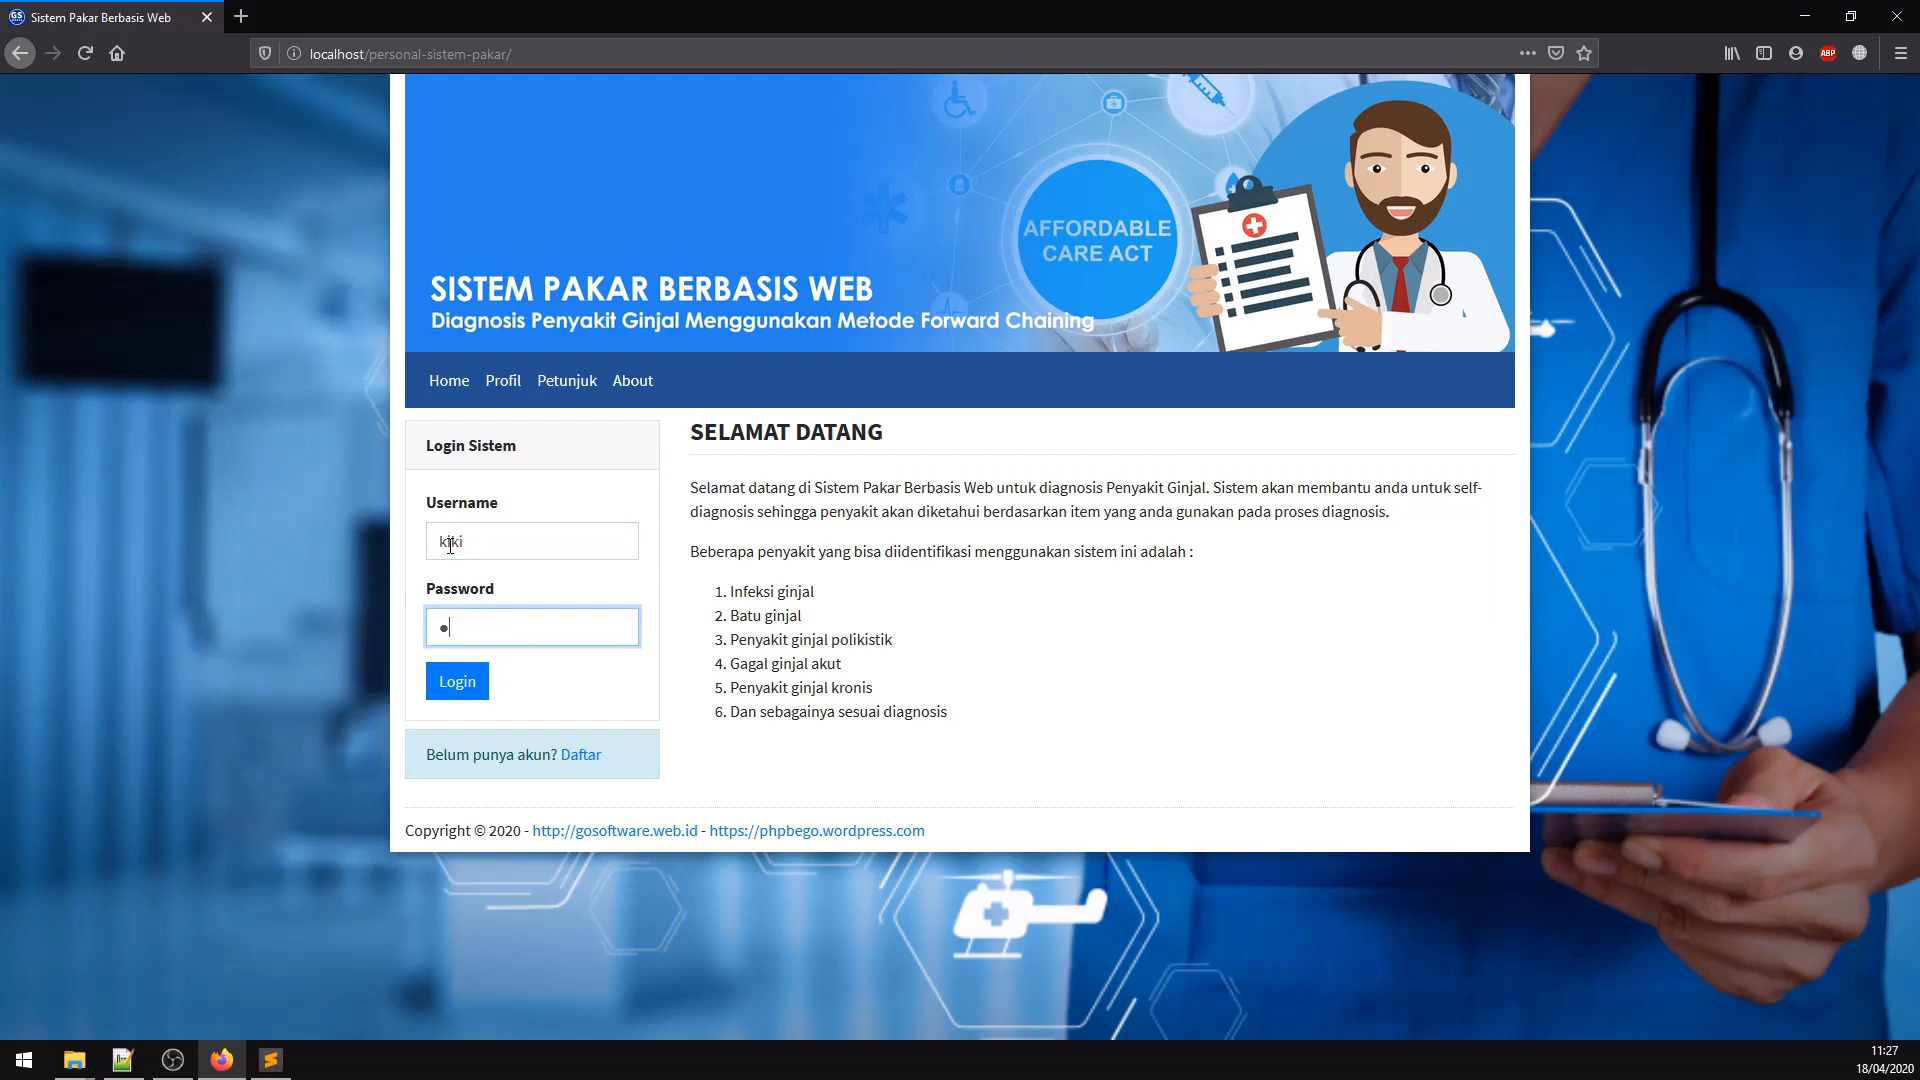 Sistem Pakar Berbasis Web
localhost/personal-sistem-pakar/
ABP
AFFORDABLE
CARE ACT
SISTEM PAKAR BERBASIS WEB
Diagnosis Penyakit Ginjal Menggunakan Metode Forward Chaining
Home Profil Petunjuk About
Login Sistem
Username
kiki
Password
Login
Belum punya akun? Daftar
SELAMAT DATANG
Selamat datang di Sistem Pakar Berbasis Web untuk diagnosis Penyakit Ginjal. Sistem akan membantu anda untuk self-
diagnosis sehingga penyakit akan diketahui berdasarkan item yang anda gunakan pada proses diagnosis.
Beberapa penyakit yang bisa diidentifikasi menggunakan sistem ini adalah :
1. Infeksi ginjal
2. Batu ginjal
3. Penyakit ginjal polikistik
4. Gagal ginjal akut
5. Penyakit ginjal kronis
6. Dan sebagainya sesuai diagnosis
Copyright © 2020 - http://gosoftware.web.id - https://phpbego.wordpress.com
11:27
18/04/2020